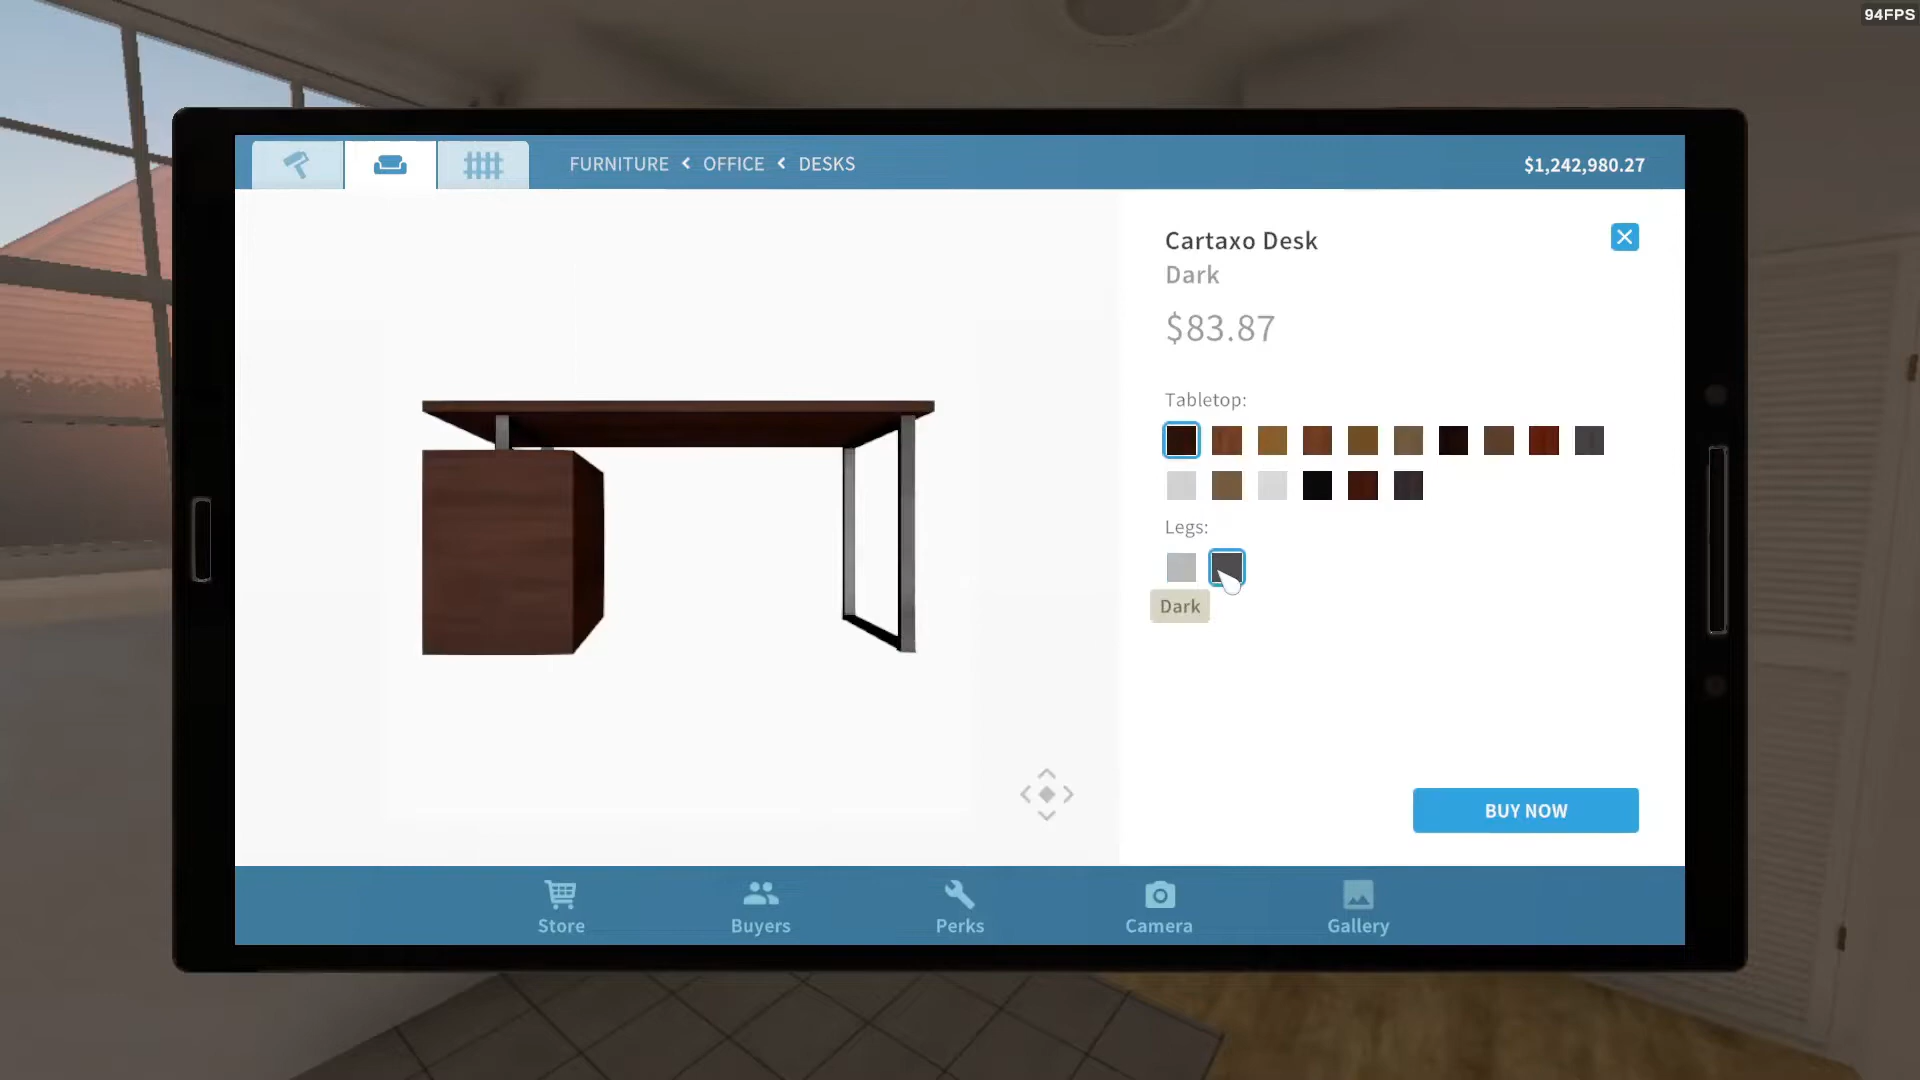 94FPS
FURNITURE < OFFICE < DESKS
$1,242,980.27
Cartaxo Desk
Dark
$83.87
Tabletop:
Legs:
Dark
BUY NOW
Store Buyers Perks Camera Gallery